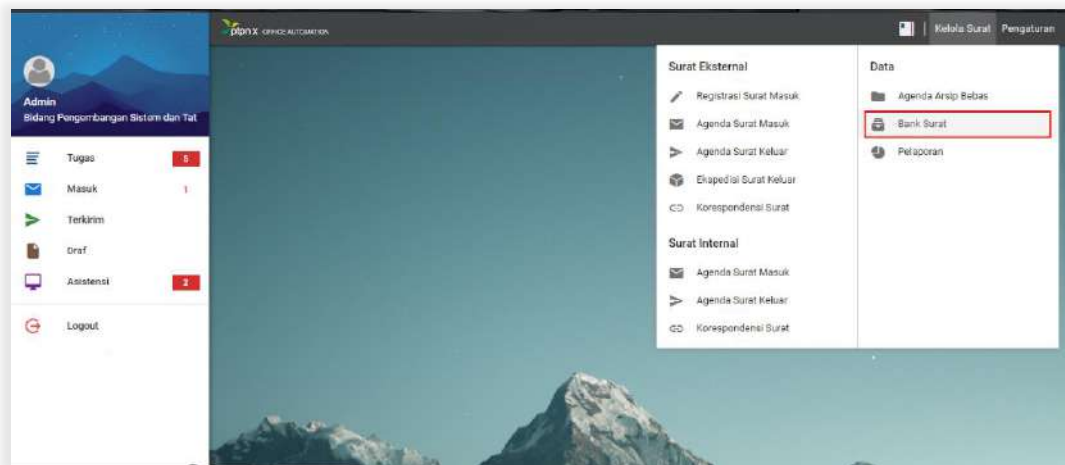 ptpn x OFFICE AUTOMATION
Kelola Surat
Pengaturan
Admin
Bidang Pengembangan Sistem dan Tat
Tugas
5
Masuk
1
Terkirim
Draf
Asistensi
2
Logout
Surat Eksternal
Registrasi Surat Masuk
Agenda Surat Masuk
Agenda Surat Keluar
Ekspedisi Surat Keluar
Korespondensi Surat
Surat Internal
Agenda Surat Masuk
Agenda Surat Keluar
Korespondensi Surat
Data
Agenda Arsip Bebas
Bank Surat
Pelaporan